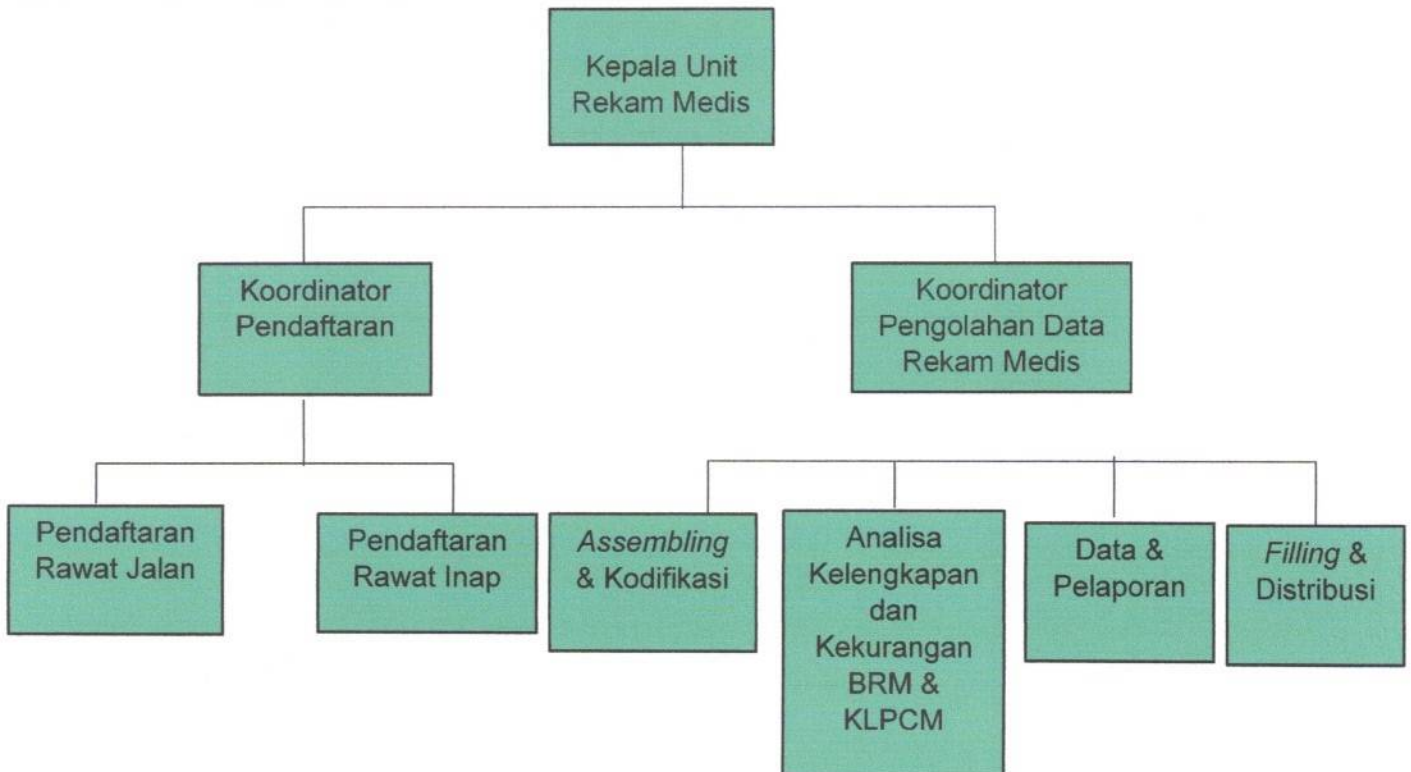 Kepala Unit
Rekam Medis
Koordinator
Pendaftaran
Koordinator
Pengolahan Data
Rekam Medis
Pendaftaran
Rawat Jalan
Pendaftaran
Rawat Inap
Assembling
& Kodifikasi
Analisa
Kelengkapan
dan
Kekurangan
BRM &
KLPCM
Data &
Pelaporan
Filling &
Distribusi